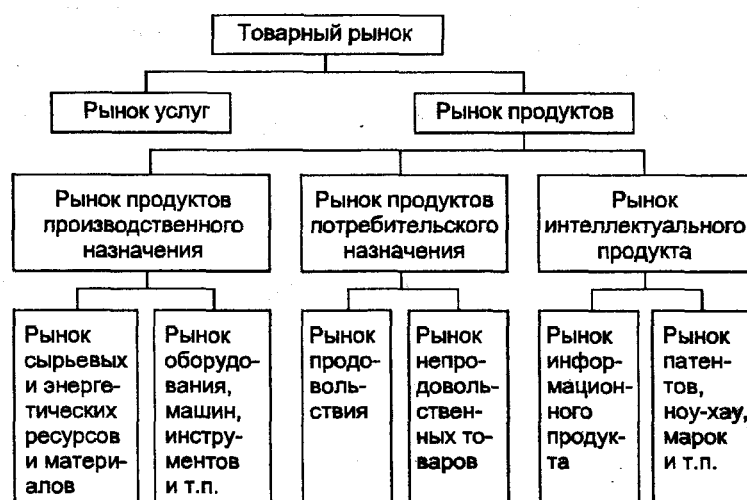 Товарный рынок
Рынок услуг
Рынок продуктов
Рынок продуктов
производственного
назначения
Рынок продуктов
потребительского
назначения
Рынок
интеллектуального
продукта
Рынок
сырьевых
и энерге-
тических
ресурсов
и матери-
алов
Рынок
оборудо-
вания,
машин,
инстру-
ментов
и т.п.
Рынок
продо-
воль-
ствия
Рынок
непро-
доволь-
ствен-
ных то-
варов
Рынок
инфор-
мацион-
ного
продук-
та
Рынок
патен-
тов,
ноу-хау,
марок
и т.п.